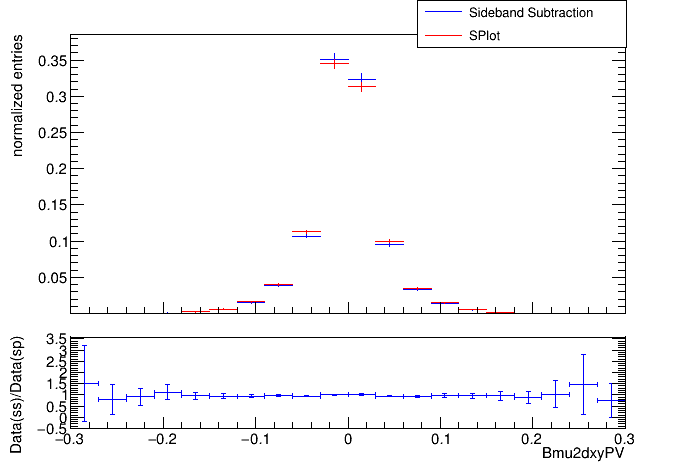 Sideband Subtraction
SPlot
normalized entries
0.35
0.3
0.25
0.2
0.15
0.1
0.05
Data(ss)/Data(sp)
3.5
3
2.5
2
1.5
1
0.5
0
−0.5
−0.3 −0.2 −0.1 0 0.1 0.2 0.3
Bmu2dxyPV